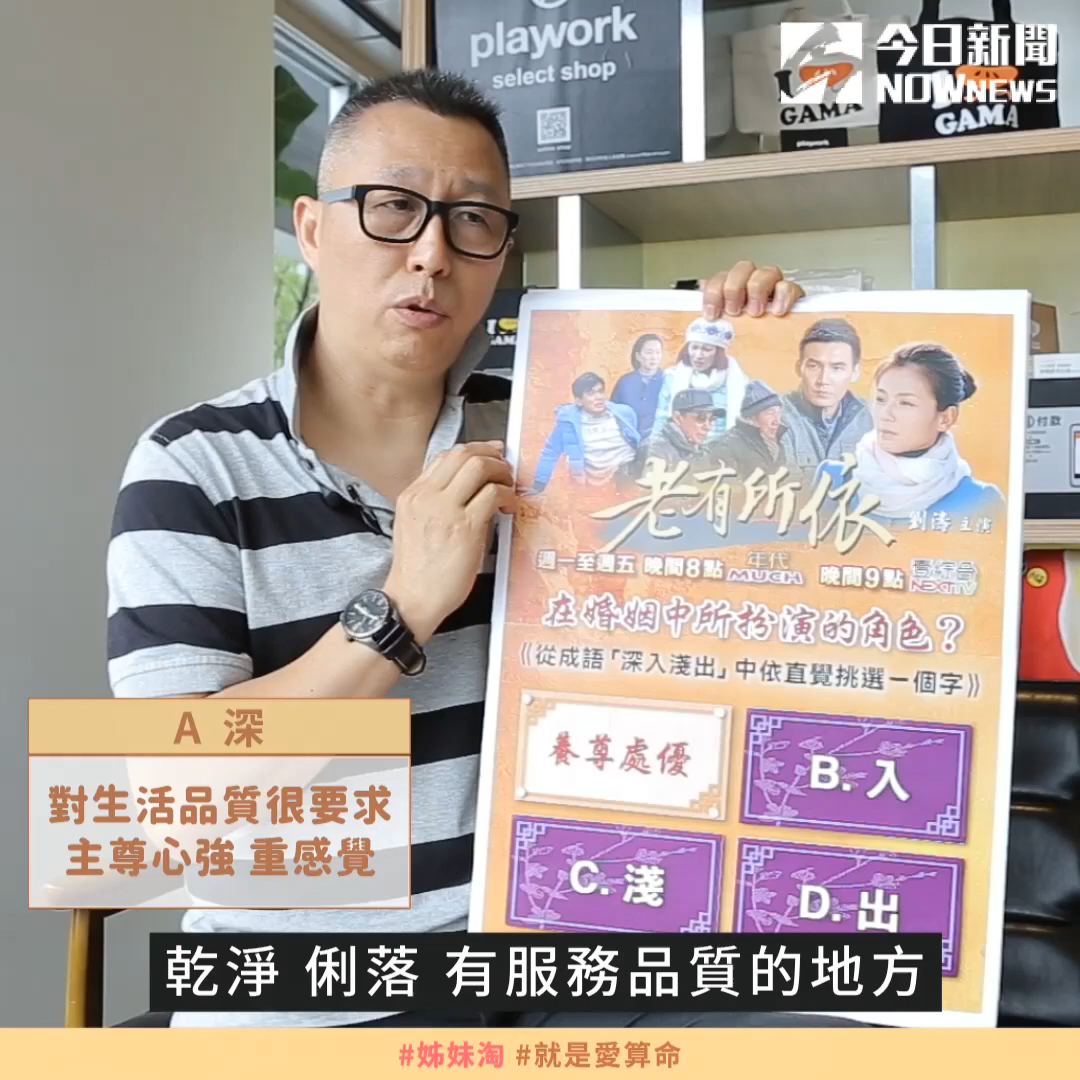 playwork
select shop
今日新聞
NOWnews
I
GAMA
GAMA
playwork
I
GAMA
付款
老有所依
劉濤 主演
週一至週五 晚間8點 年代 MUCH 晚間9點 壹綜合 NEXTTV
在婚姻中所扮演的角色？
《從成語「深入淺出」中依直覺挑選一個字》
養尊處優
B. 入
C. 淺
D. 出
A 深
對生活品質很要求
主尊心強 重感覺
乾淨 俐落 有服務品質的地方
#姊妹淘 #就是愛算命